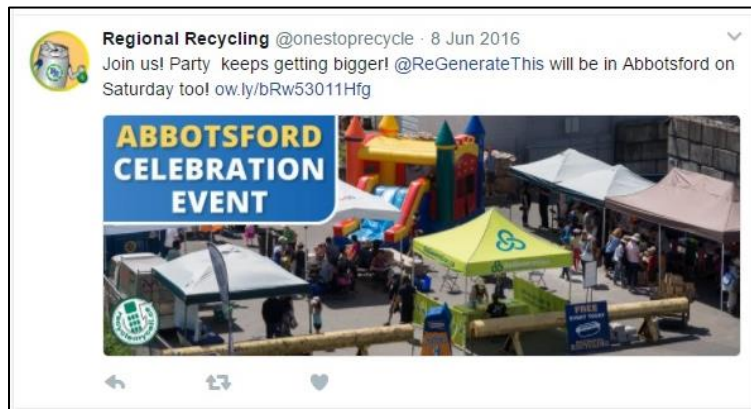 Regional Recycling @onestoprecycle · 8 Jun 2016
Join us! Party  keeps getting bigger! @ReGenerateThis will be in Abbotsford on
Saturday too! ow.ly/bRw53011Hfg
ABBOTSFORD
CELEBRATION
EVENT
FREE